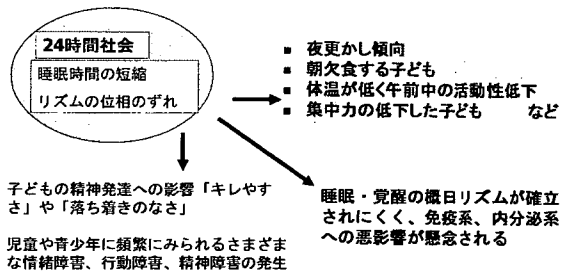 24時間社会
睡眠時間の短縮
リズムの位相のずれ
■ 夜更かし傾向
■ 朝欠食する子ども
■ 体温が低く午前中の活動性低下
■ 集中力の低下した子ども など
子どもの精神発達への影響「キレやす
さ」や「落ち着きのなさ」
児童や青少年に頻繁にみられるさまざま
な情緒障害、行動障害、精神障害の発生
睡眠・覚醒の概日リズムが確立
されにくく、免疫系、内分泌系
への悪影響が懸念される